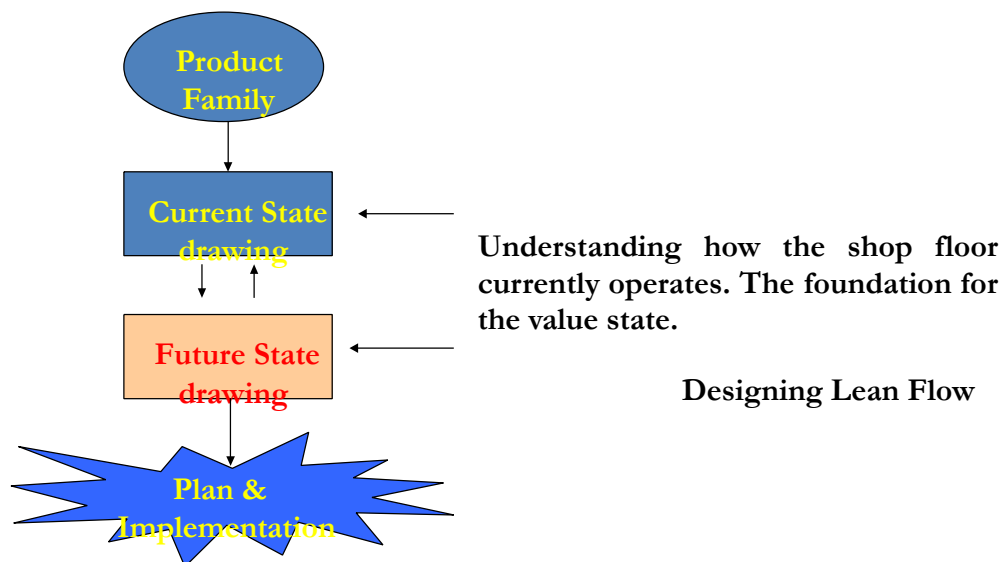 Product
Family
Current State
drawing
Understanding how the shop floor
currently operates. The foundation for
the value state.
Future State
drawing
Designing Lean Flow
Plan &
Implementation